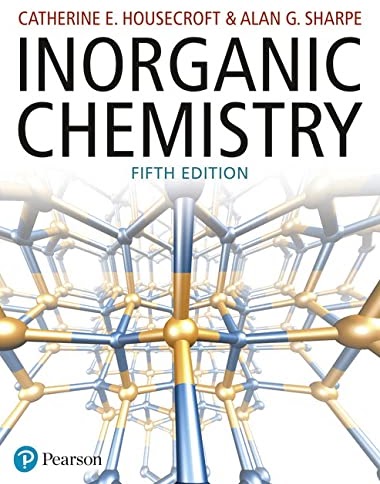 CATHERINE E. HOUSECROFT & ALAN G. SHARPE
INORGANIC
CHEMISTRY
FIFTH EDITION
Pearson